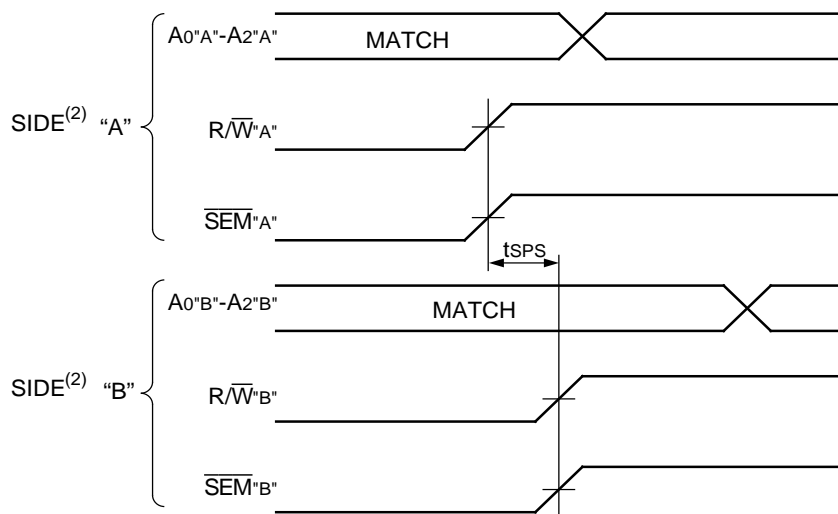 A0"A"-A2"A"
MATCH
SIDE(2) “A”
R/W"A"
SEM"A"
tSPS
A0"B"-A2"B"
MATCH
SIDE(2) “B”
R/W"B"
SEM"B"